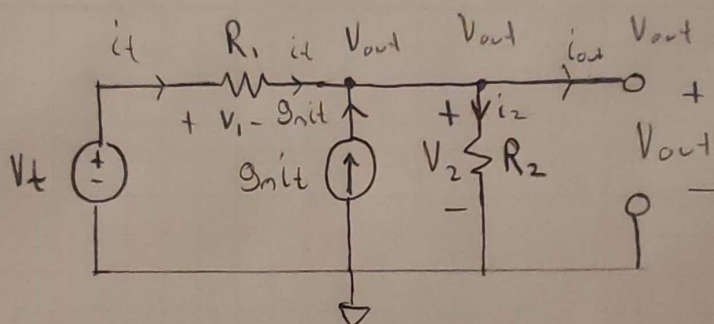 it R₁ it Vout Vout iout Vout
+ V₁ - gmit + i₂ +
Vt + - gmit V₂ R₂ Vout
- -